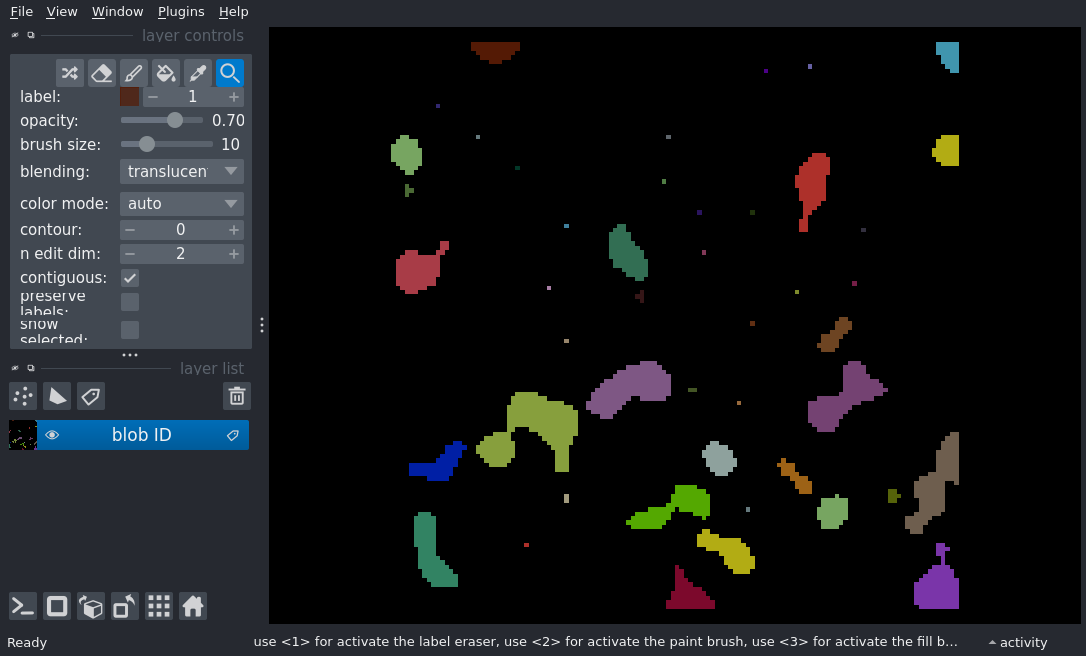 File View Window Plugins Help
layer controls
label: 1
opacity: 0.70
brush size: 10
blending: translucen
color mode: auto
contour: 0
n edit dim: 2
contiguous:
preserve
labels:
show
selected:
layer list
blob ID
Ready use <1> for activate the label eraser, use <2> for activate the paint brush, use <3> for activate the fill b... activity